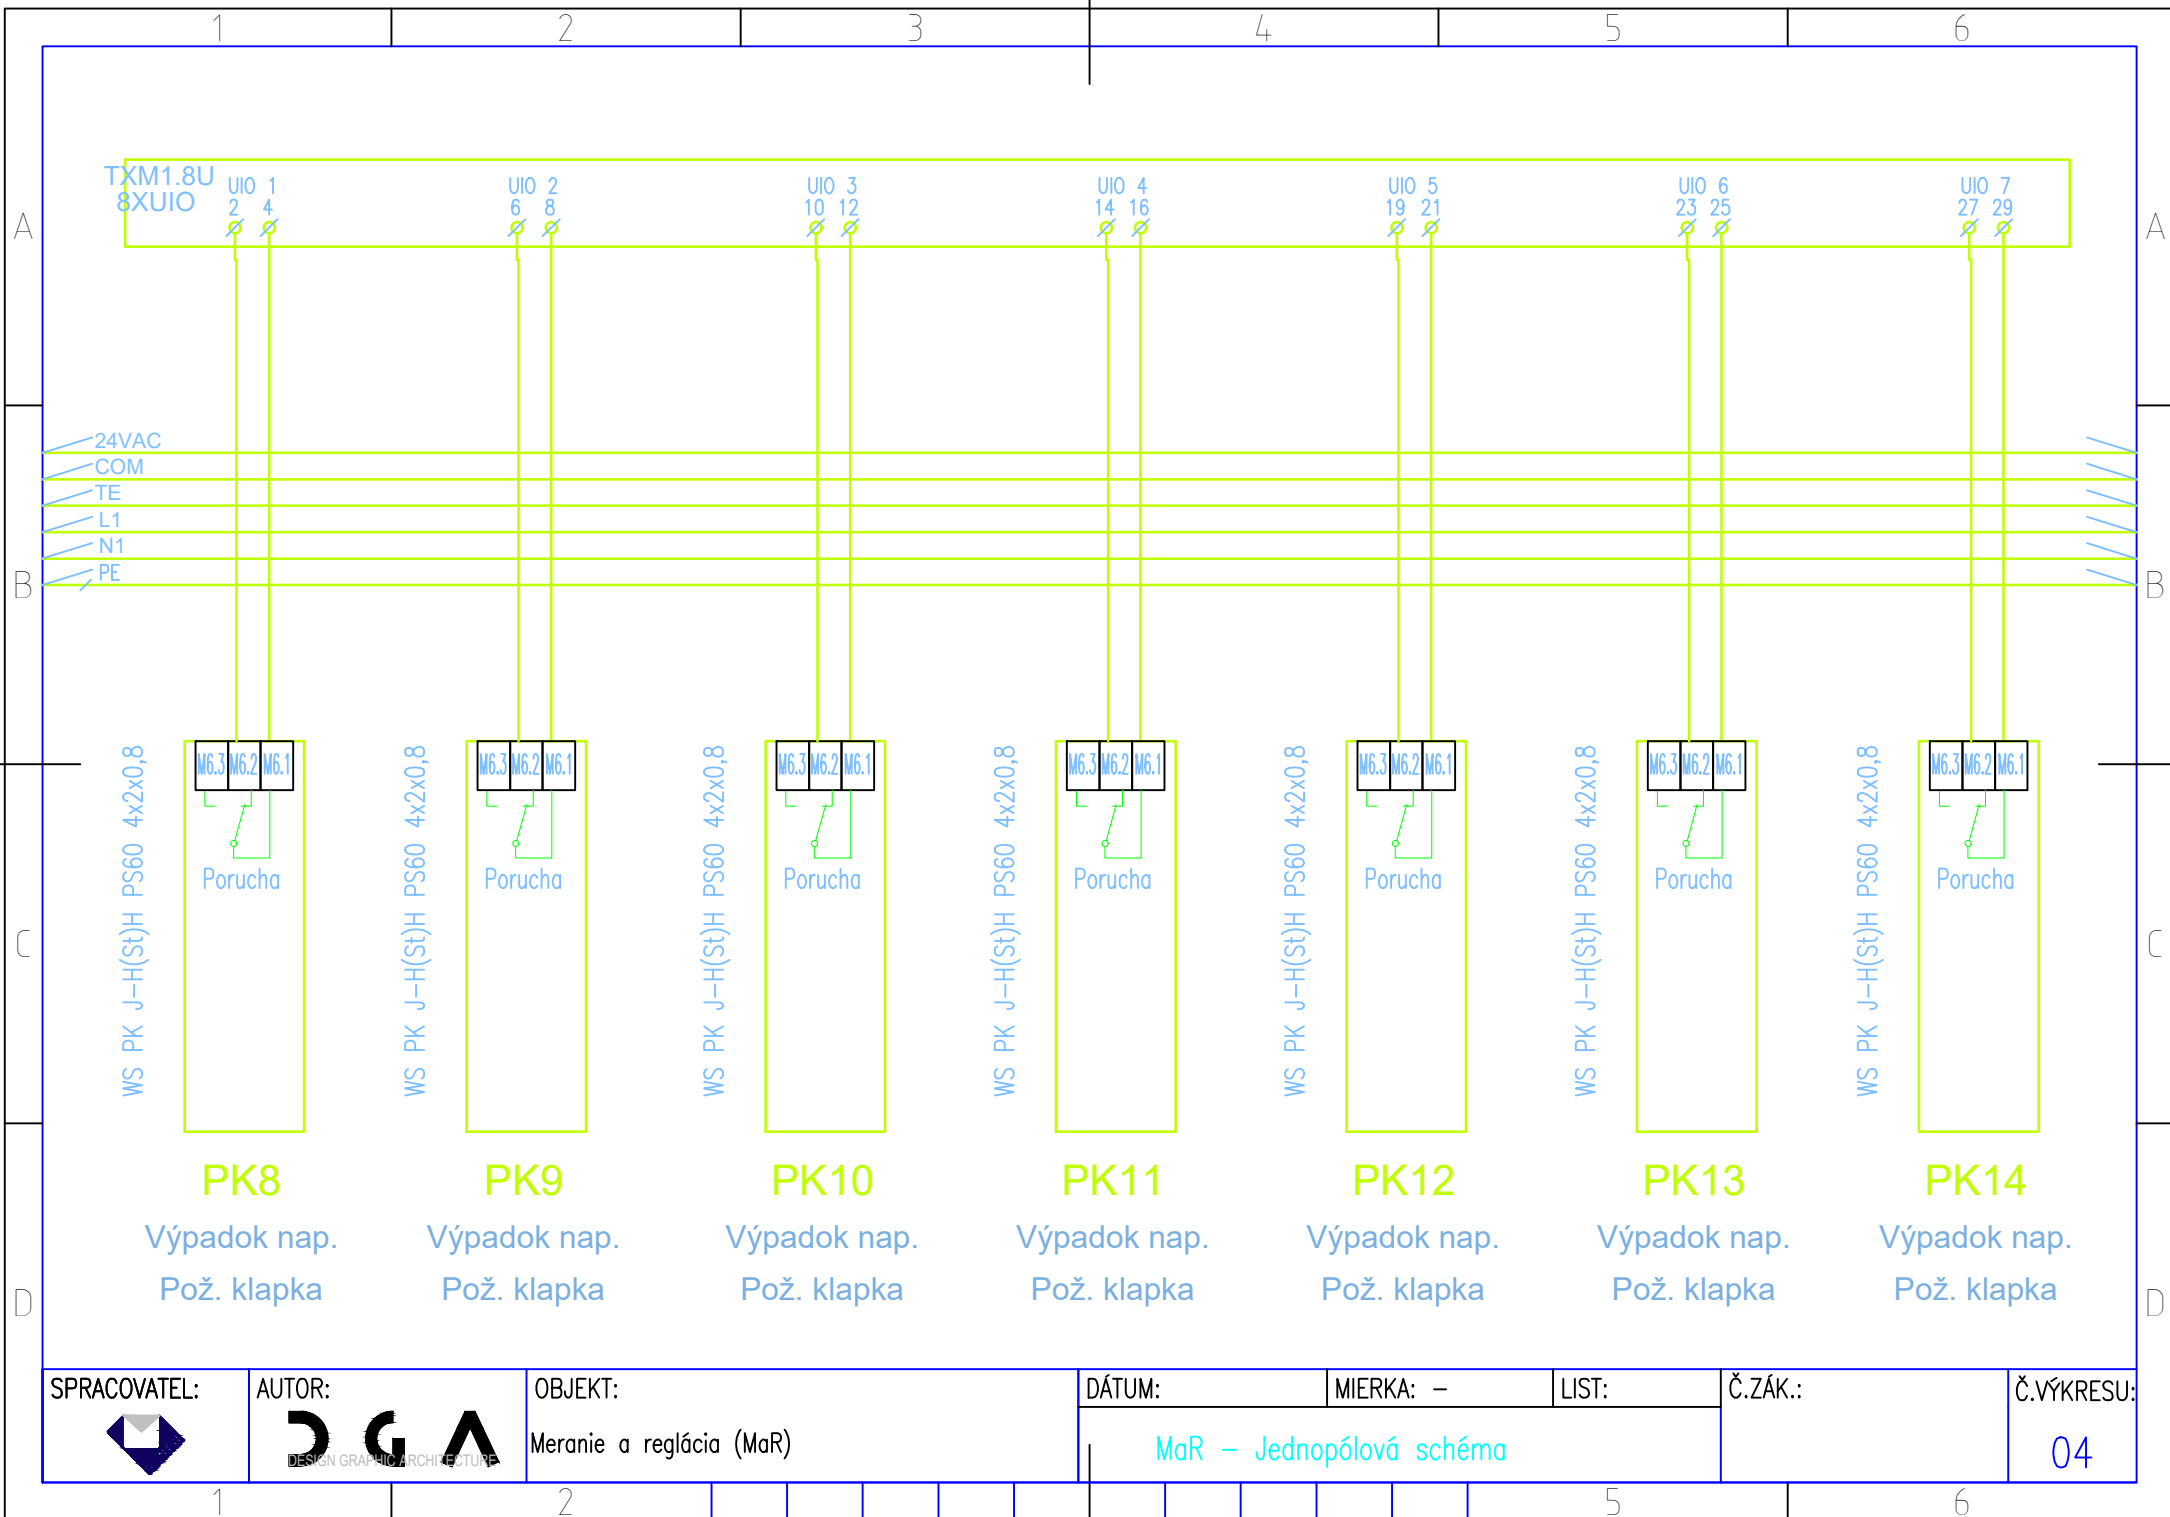 1 2 3 4 5 6
TXM1.8U
8XUIO
UIO 1 UIO 2 UIO 3 UIO 4 UIO 5 UIO 6 UIO 7
2 4 6 8 10 12 14 16 19 21 23 25 27 29
A A
24VAC
COM
TE
L1
N1
PE
B B
M6.3 M6.2 M6.1 M6.3 M6.2 M6.1 M6.3 M6.2 M6.1 M6.3 M6.2 M6.1 M6.3 M6.2 M6.1 M6.3 M6.2 M6.1 M6.3 M6.2 M6.1
WS PK J-H(St)H PS60 4x2x0,8
WS PK J-H(St)H PS60 4x2x0,8
WS PK J-H(St)H PS60 4x2x0,8
WS PK J-H(St)H PS60 4x2x0,8
WS PK J-H(St)H PS60 4x2x0,8
WS PK J-H(St)H PS60 4x2x0,8
WS PK J-H(St)H PS60 4x2x0,8
Porucha Porucha Porucha Porucha Porucha Porucha Porucha
C C
PK8 PK9 PK10 PK11 PK12 PK13 PK14
Výpadok nap. Výpadok nap. Výpadok nap. Výpadok nap. Výpadok nap. Výpadok nap. Výpadok nap.
Pož. klapka Pož. klapka Pož. klapka Pož. klapka Pož. klapka Pož. klapka Pož. klapka
D D
SPRACOVATEL: AUTOR: OBJEKT: DÁTUM: MIERKA: - LIST: Č.ZÁK.: Č.VÝKRESU:
DGA
DESIGN GRAPHIC ARCHITECTURE
Meranie a reglácia (MaR)
MaR - Jednopólová schéma
04
1 2 5 6